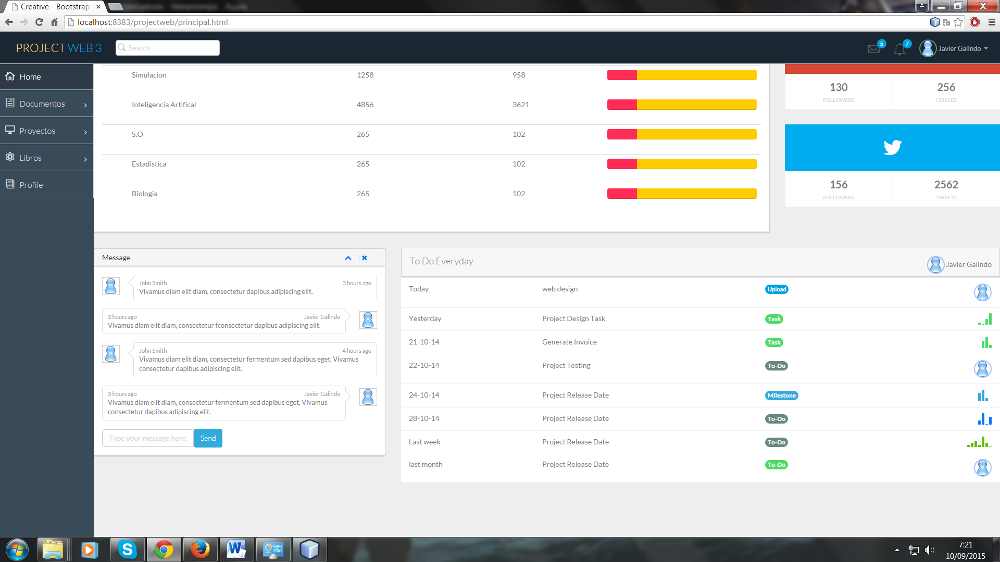 Creative - Bootstrap
Herramientas Ayuda
localhost:8383/projectweb/principal.html
PROJECT WEB 3
Search
5
7
Javier Galindo
Home
Documentos
Proyectos
Libros
Profile
Simulacion 1258 958
Inteligencia Artifical 4856 3621
S.O 265 102
Estadistica 265 102
Biologia 265 102
130 256
FOLLOWERS CIRCLES
156 2562
FOLLOWERS TWEETS
Message
John Smith 3 hours ago
Vivamus diam elit diam, consectetur dapibus adipiscing elit.
3 hours ago Javier Galindo
Vivamus diam elit diam, consectetur fconsectetur dapibus adipiscing elit.
John Smith 4 hours ago
Vivamus diam elit diam, consectetur fermentum sed dapibus eget, Vivamus
consectetur dapibus adipiscing elit.
3 hours ago Javier Galindo
Vivamus diam elit diam, consectetur fermentum sed dapibus eget, Vivamus
consectetur dapibus adipiscing elit.
Type your message here.
Send
To Do Everyday Javier Galindo
Today web design Upload
Yesterday Project Design Task Task
21-10-14 Generate Invoice Task
22-10-14 Project Testing To-Do
24-10-14 Project Release Date Milestone
28-10-14 Project Release Date To-Do
Last week Project Release Date To-Do
last month Project Release Date To-Do
7:21
10/09/2015